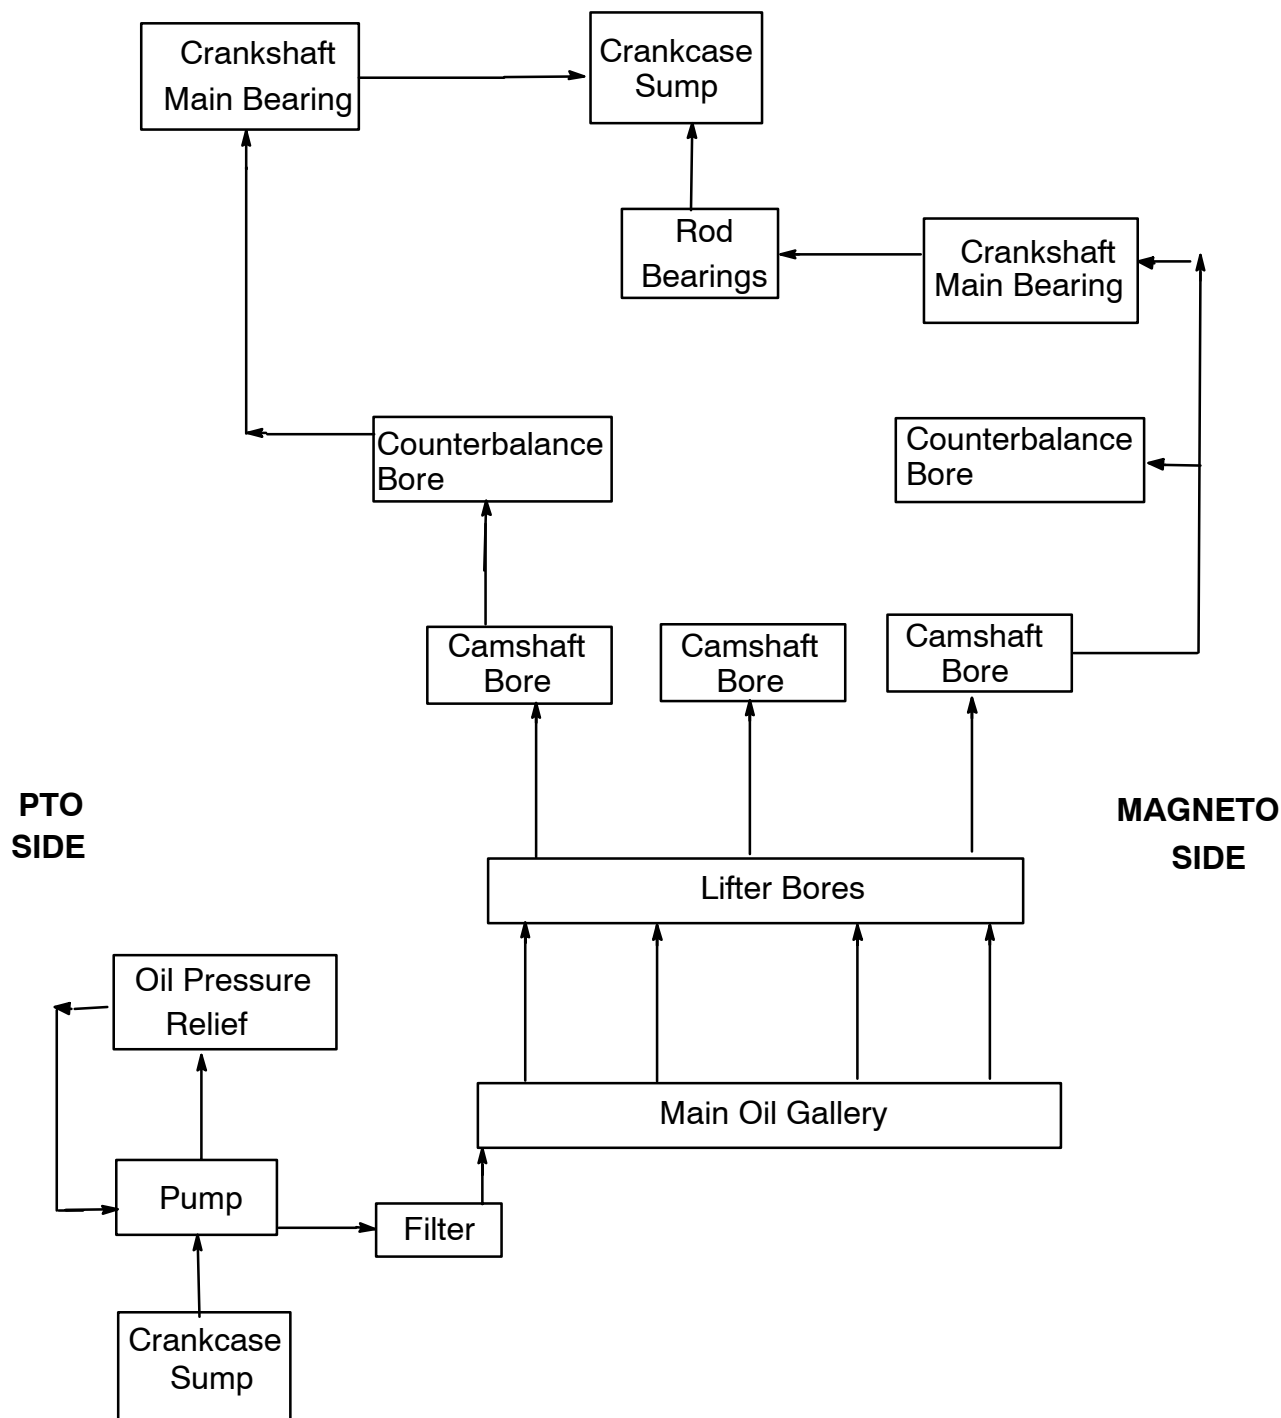 Crankshaft
Main Bearing
Crankcase
Sump
Rod
Bearings
Crankshaft
Main Bearing
Counterbalance
Bore
Counterbalance
Bore
Camshaft
Bore
Camshaft
Bore
Camshaft
Bore
PTO
SIDE
MAGNETO
SIDE
Lifter Bores
Oil Pressure
Relief
Main Oil Gallery
Pump
Filter
Crankcase
Sump